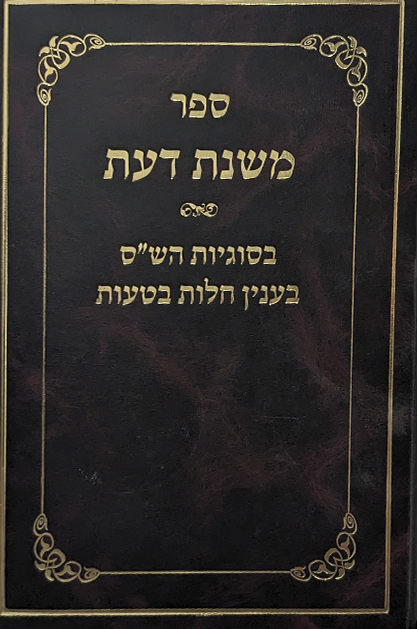 ספר
משנת דעת
בסוגיות הש"ס
בענין חלות בטעות